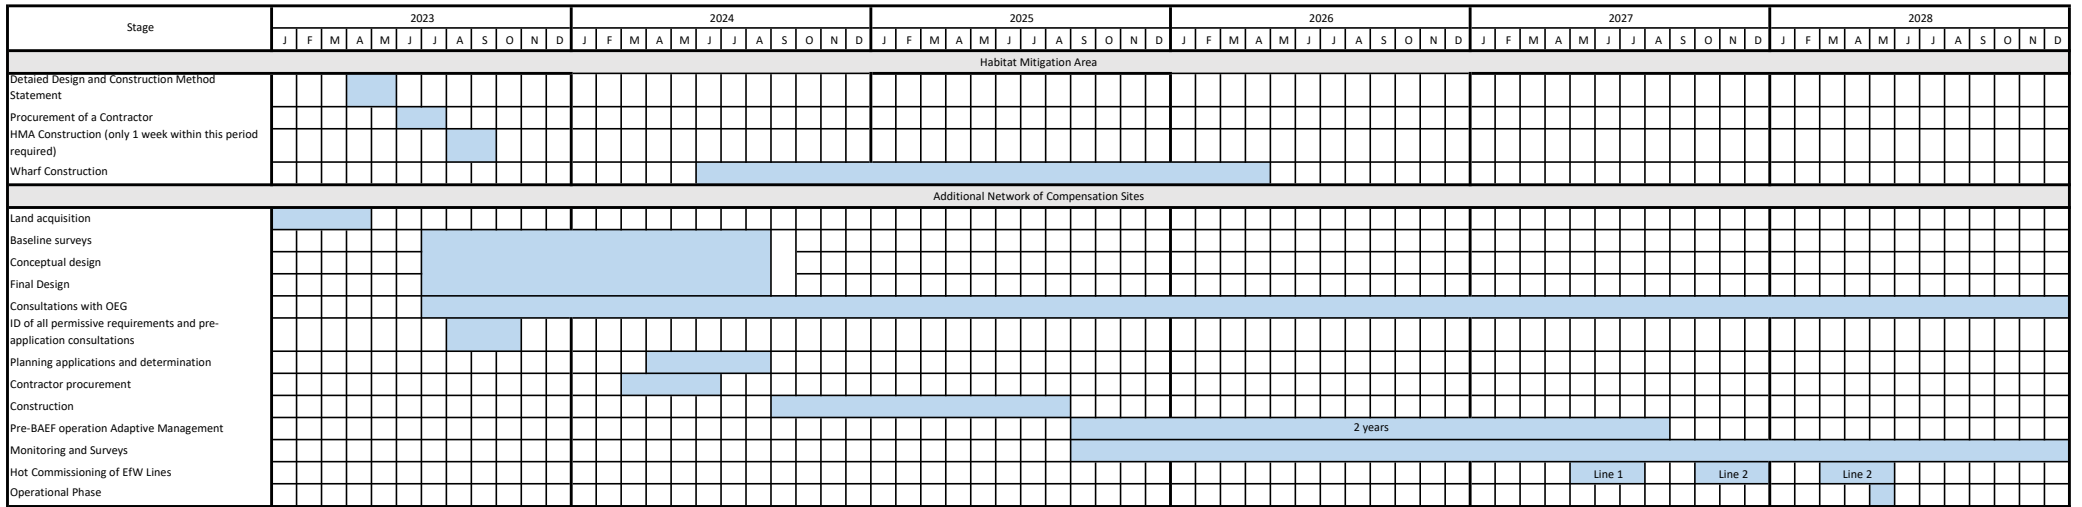 Stage
2023 2024 2025 2026 2027 2028
J F M A M J J A S O N D J F M A M J J A S O N D J F M A M J J A S O N D J F M A M J J A S O N D J F M A M J J A S O N D J F M A M J J A S O N D
Habitat Mitigation Area
Detaied Design and Construction Method
Statement
Procurement of a Contractor
HMA Construction (only 1 week within this period
required)
Wharf Construction
Additional Network of Compensation Sites
Land acquisition
Baseline surveys
Conceptual design
Final Design
Consultations with OEG
ID of all permissive requirements and pre-
application consultations
Planning applications and determination
Contractor procurement
Construction
Pre-BAEF operation Adaptive Management 2 years
Monitoring and Surveys
Hot Commissioning of EfW Lines Line 1 Line 2 Line 2
Operational Phase